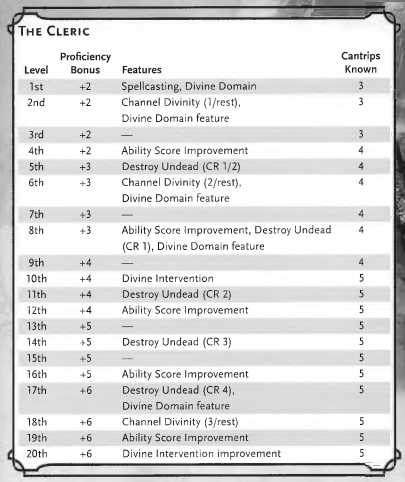 THE CLERIC
Proficiency Cantrips
Level Bonus Features Known
1st +2 Spellcasting, Divine Domain 3
2nd +2 Channel Divinity (1/rest), 3
Divine Domain feature
3rd +2 — 3
4th +2 Ability Score Improvement 4
5th +3 Destroy Undead (CR 1/2) 4
6th +3 Channel Divinity (2/rest), 4
Divine Domain feature
7th +3 — 4
8th +3 Ability Score Improvement, Destroy Undead 4
(CR 1), Divine Domain feature
9th +4 — 4
10th +4 Divine Intervention 5
11th +4 Destroy Undead (CR 2) 5
12th +4 Ability Score Improvement 5
13th +5 — 5
14th +5 Destroy Undead (CR 3) 5
15th +5 — 5
16th +5 Ability Score Improvement 5
17th +6 Destroy Undead (CR 4), 5
Divine Domain feature
18th +6 Channel Divinity (3/rest) 5
19th +6 Ability Score Improvement 5
20th +6 Divine Intervention improvement 5